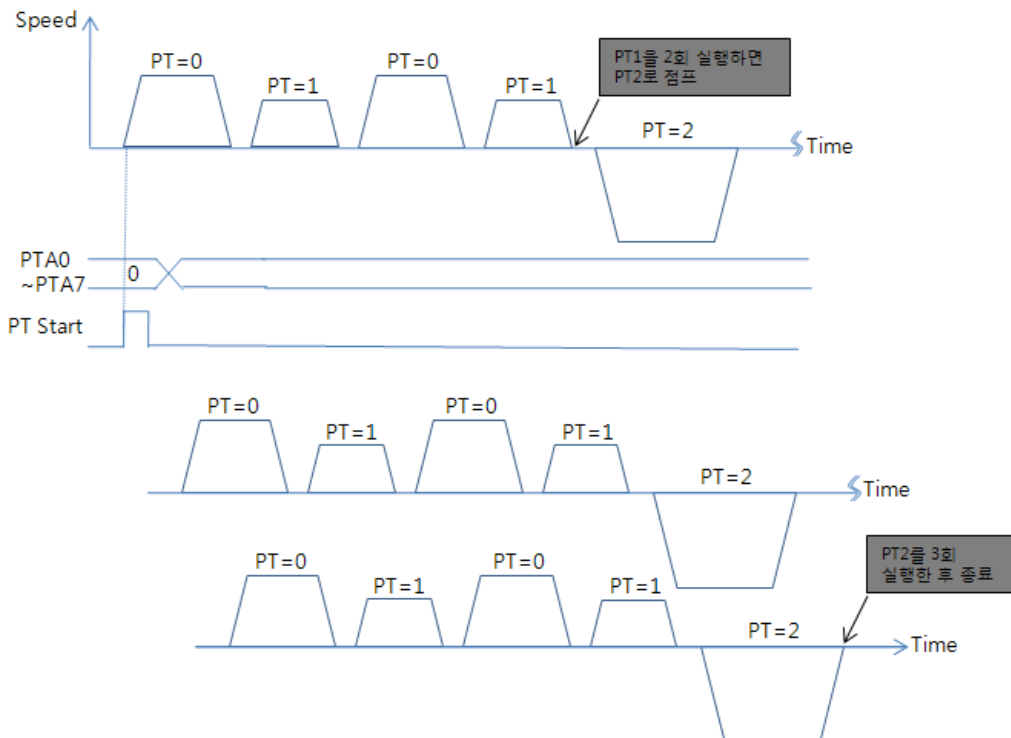 Speed
PT=0
PT=1
PT=0
PT=1
PT1을 2회 실행하면
PT2로 점프
PT=2
Time
PTA0
~PTA7
0
PT Start
PT=0
PT=1
PT=0
PT=1
PT=2
Time
PT=0
PT=1
PT=0
PT=1
PT=2
PT2를 3회
실행한 후 종료
Time